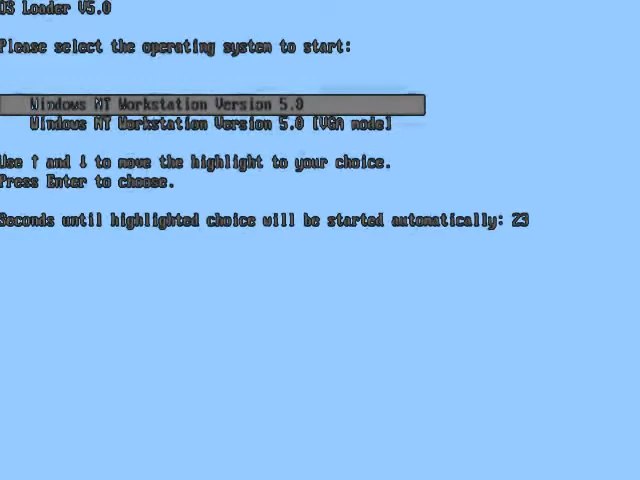 OS Loader V5.0
Please select the operating system to start:
Windows NT Workstation Version 5.0
Windows NT Workstation Version 5.0 [VGA mode]
Use ↑ and ↓ to move the highlight to your choice.
Press Enter to choose.
Seconds until highlighted choice will be started automatically: 23